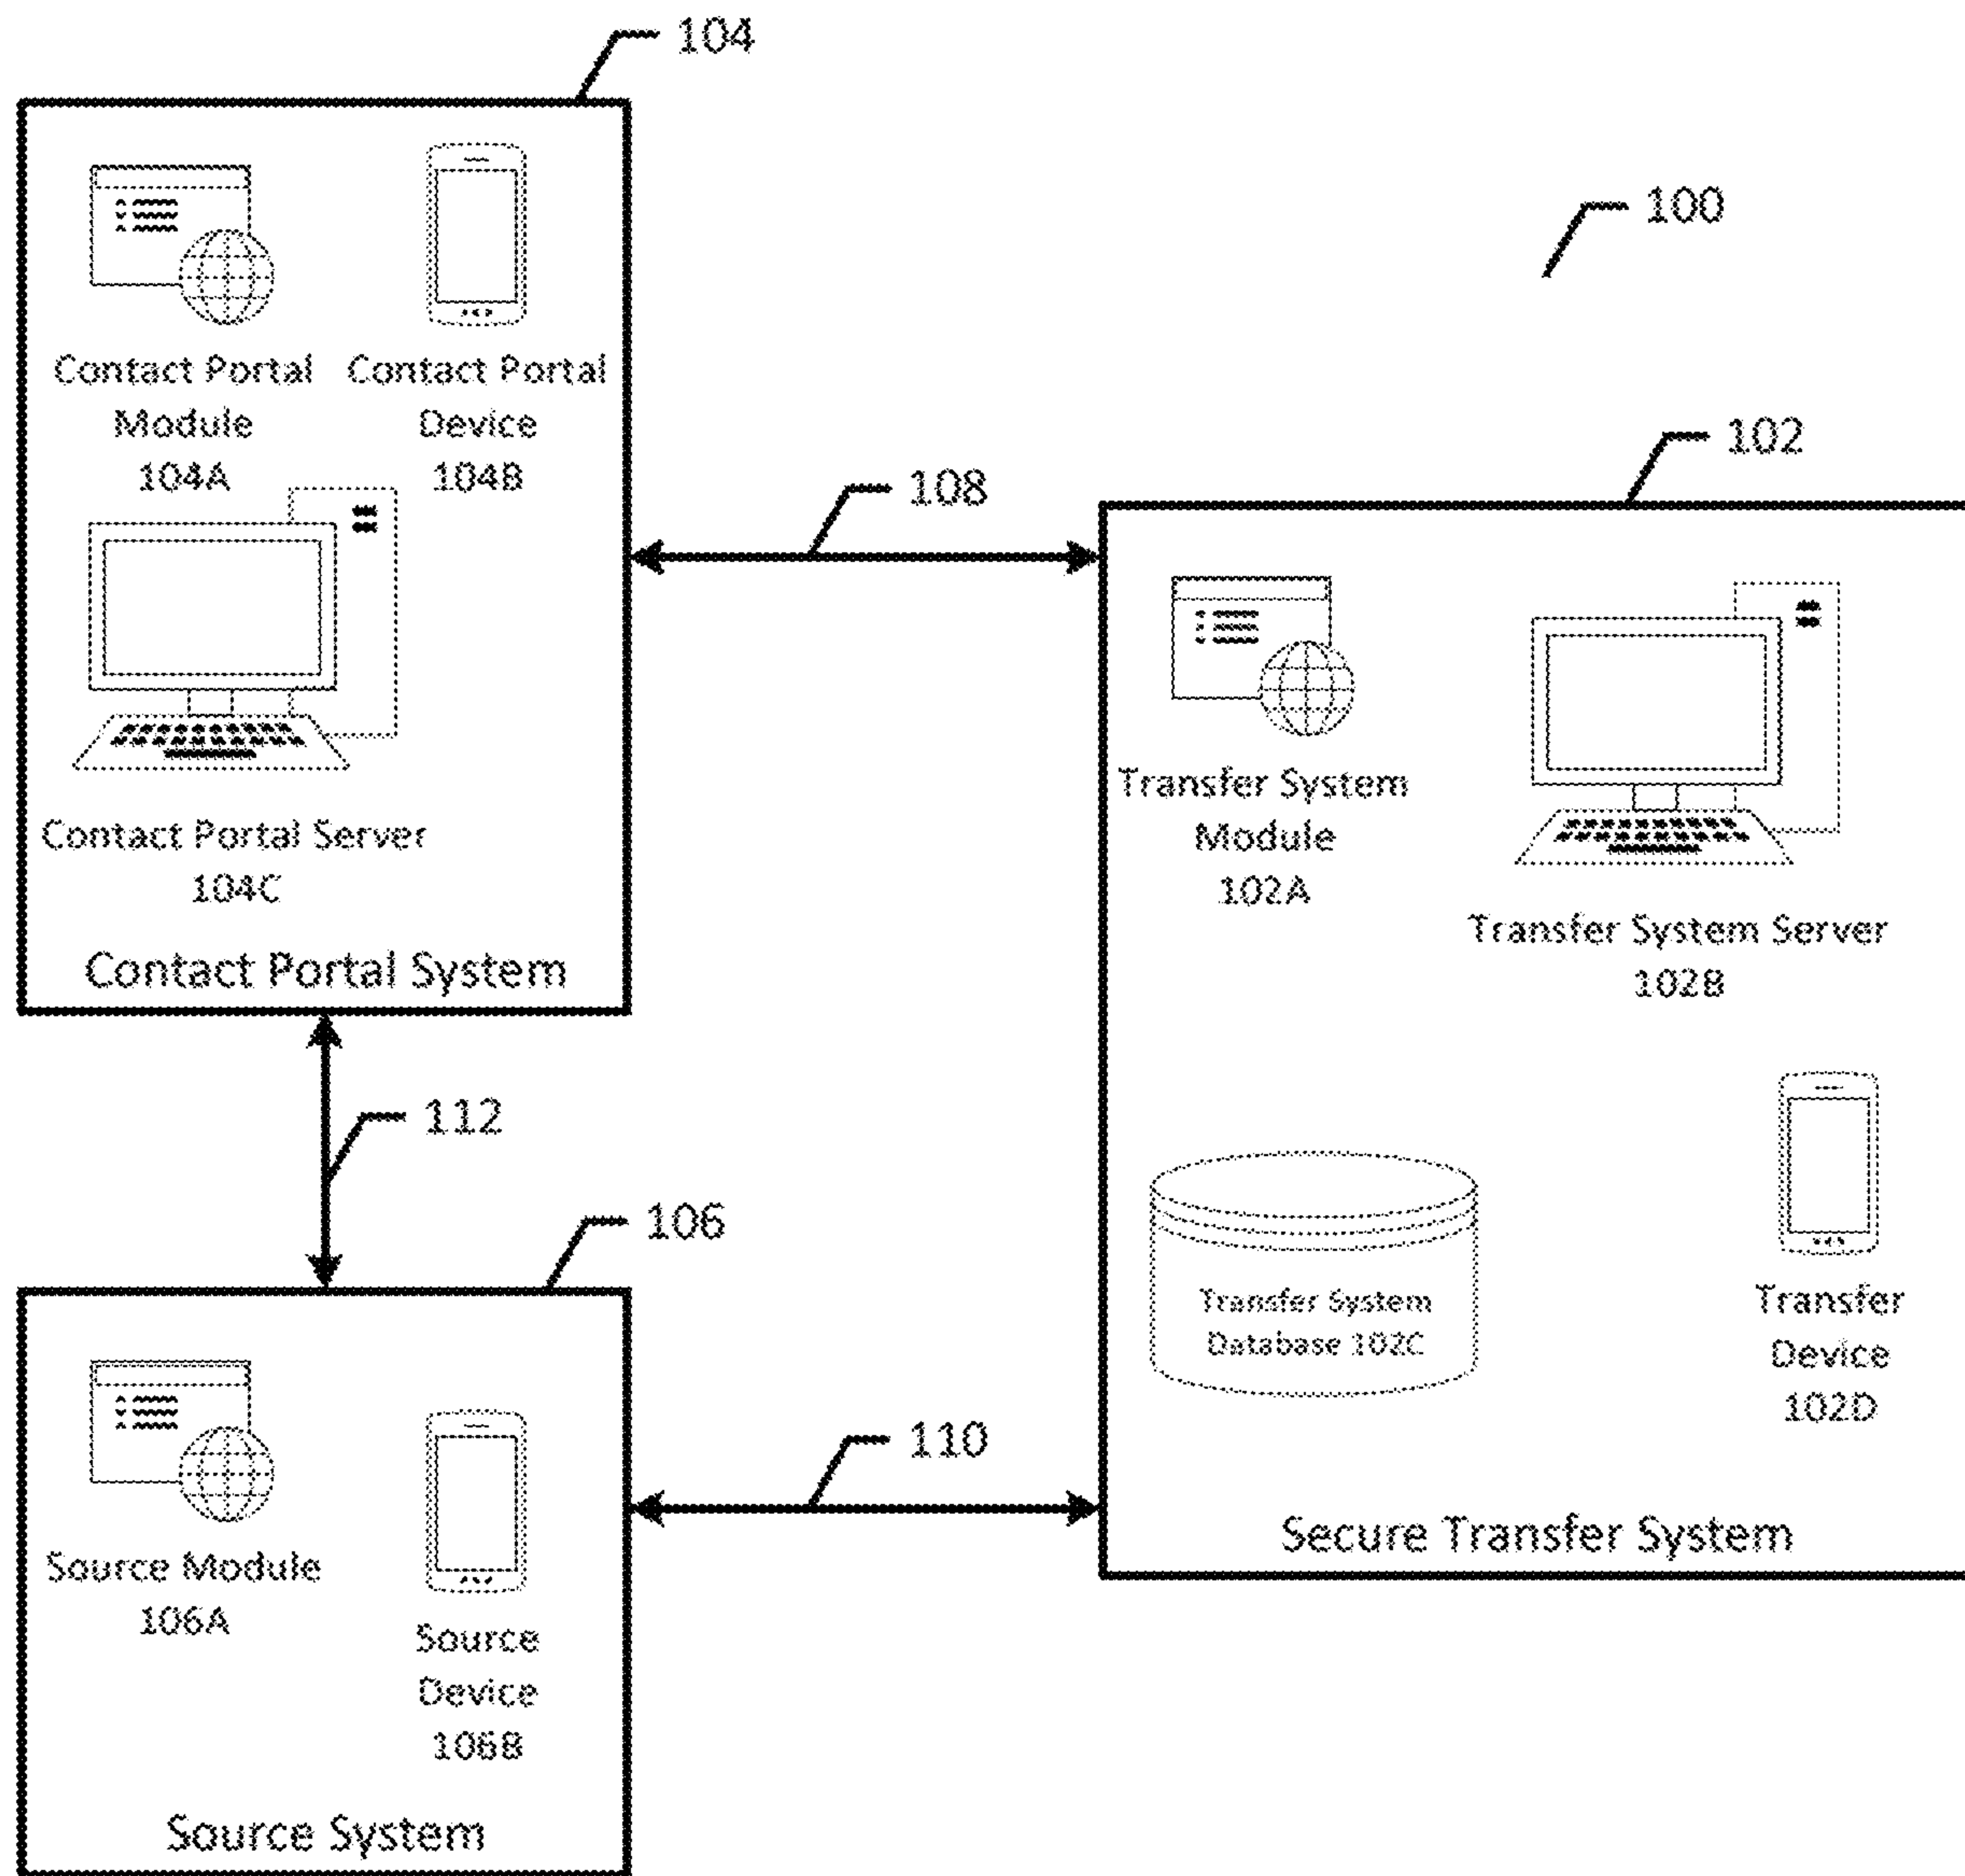 104
Contact Portal
Module
104A
Contact Portal
Device
104B
Contact Portal Server
104C
Contact Portal System
100
108
102
Transfer System
Module
102A
Transfer System Server
102B
Transfer System
Database 102C
Transfer
Device
102D
Secure Transfer System
112
106
Source Module
106A
Source
Device
106B
Source System
110